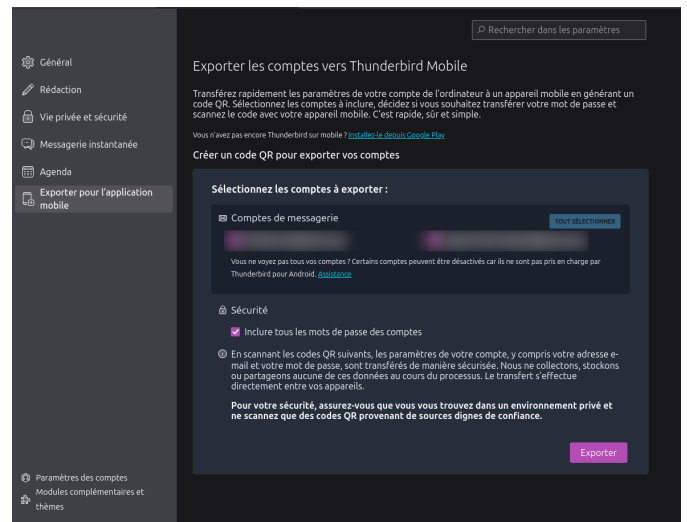 Rechercher dans les paramètres
Général
Rédaction
Vie privée et sécurité
Messagerie instantanée
Agenda
Exporter pour l'application
mobile
Paramètres des comptes
Modules complémentaires et
thèmes
Exporter les comptes vers Thunderbird Mobile
Transférez rapidement les paramètres de votre compte de l'ordinateur à un appareil mobile en générant un
code QR. Sélectionnez les comptes à inclure, décidez si vous souhaitez transférer votre mot de passe et
scannez le code avec votre appareil mobile. C'est rapide, sûr et simple.
Vous n'avez pas encore Thunderbird sur mobile ? Installez-le depuis Google Play
Créer un code QR pour exporter vos comptes
Sélectionnez les comptes à exporter :
Comptes de messagerie
TOUT SÉLECTIONNER
Vous ne voyez pas tous vos comptes ? Certains comptes peuvent être désactivés car ils ne sont pas pris en charge par
Thunderbird pour Android. Assistance
Sécurité
Inclure tous les mots de passe des comptes
En scannant les codes QR suivants, les paramètres de votre compte, y compris votre adresse e-
mail et votre mot de passe, sont transférés de manière sécurisée. Nous ne collectons, stockons
ou partageons aucune de ces données au cours du processus. Le transfert s'effectue
directement entre vos appareils.
Pour votre sécurité, assurez-vous que vous vous trouvez dans un environnement privé et
ne scannez que des codes QR provenant de sources dignes de confiance.
Exporter